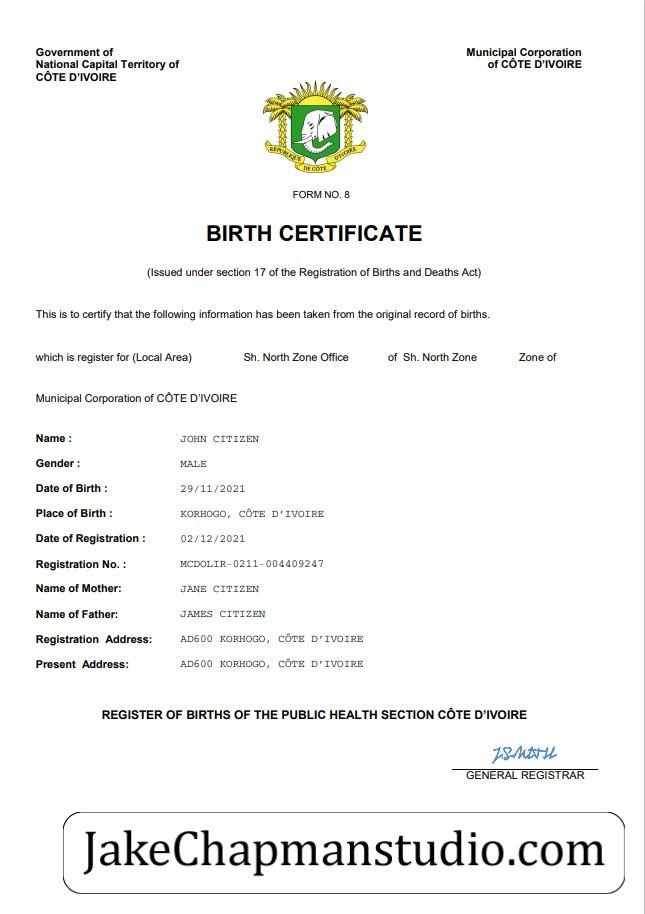 Government of
National Capital Territory of
CÔTE D'IVOIRE
Municipal Corporation
of CÔTE D'IVOIRE
RÉPUBLIQUE
DE CÔTE
D'IVOIRE
FORM NO. 8
BIRTH CERTIFICATE
(Issued under section 17 of the Registration of Births and Deaths Act)
This is to certify that the following information has been taken from the original record of births.
which is register for (Local Area) Sh. North Zone Office of Sh. North Zone Zone of
Municipal Corporation of CÔTE D'IVOIRE
Name : JOHN CITIZEN
Gender : MALE
Date of Birth : 29/11/2021
Place of Birth : KORHOGO, CÔTE D'IVOIRE
Date of Registration : 02/12/2021
Registration No. : MCDOLIR-0211-004409247
Name of Mother: JANE CITIZEN
Name of Father: JAMES CITIZEN
Registration Address: AD600 KORHOGO, CÔTE D'IVOIRE
Present Address: AD600 KORHOGO, CÔTE D'IVOIRE
REGISTER OF BIRTHS OF THE PUBLIC HEALTH SECTION CÔTE D'IVOIRE
GENERAL REGISTRAR
JakeChapmanstudio.com